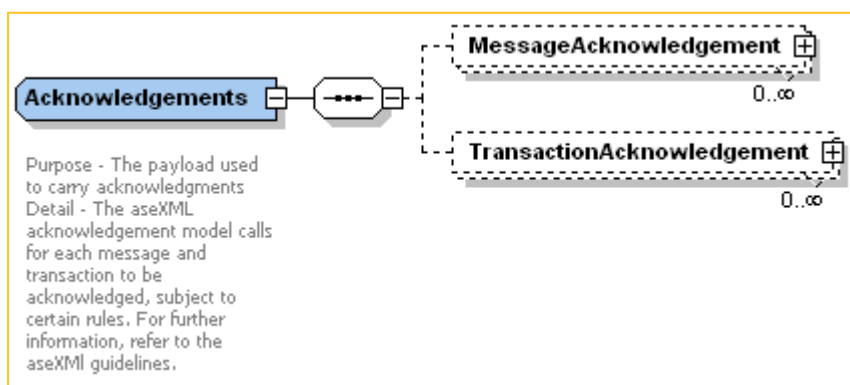 MessageAcknowledgement
0..∞
Acknowledgements
TransactionAcknowledgement
0..∞
Purpose - The payload used
to carry acknowledgments
Detail - The aseXML
acknowledgement model calls
for each message and
transaction to be
acknowledged, subject to
certain rules. For further
information, refer to the
aseXMl guidelines.